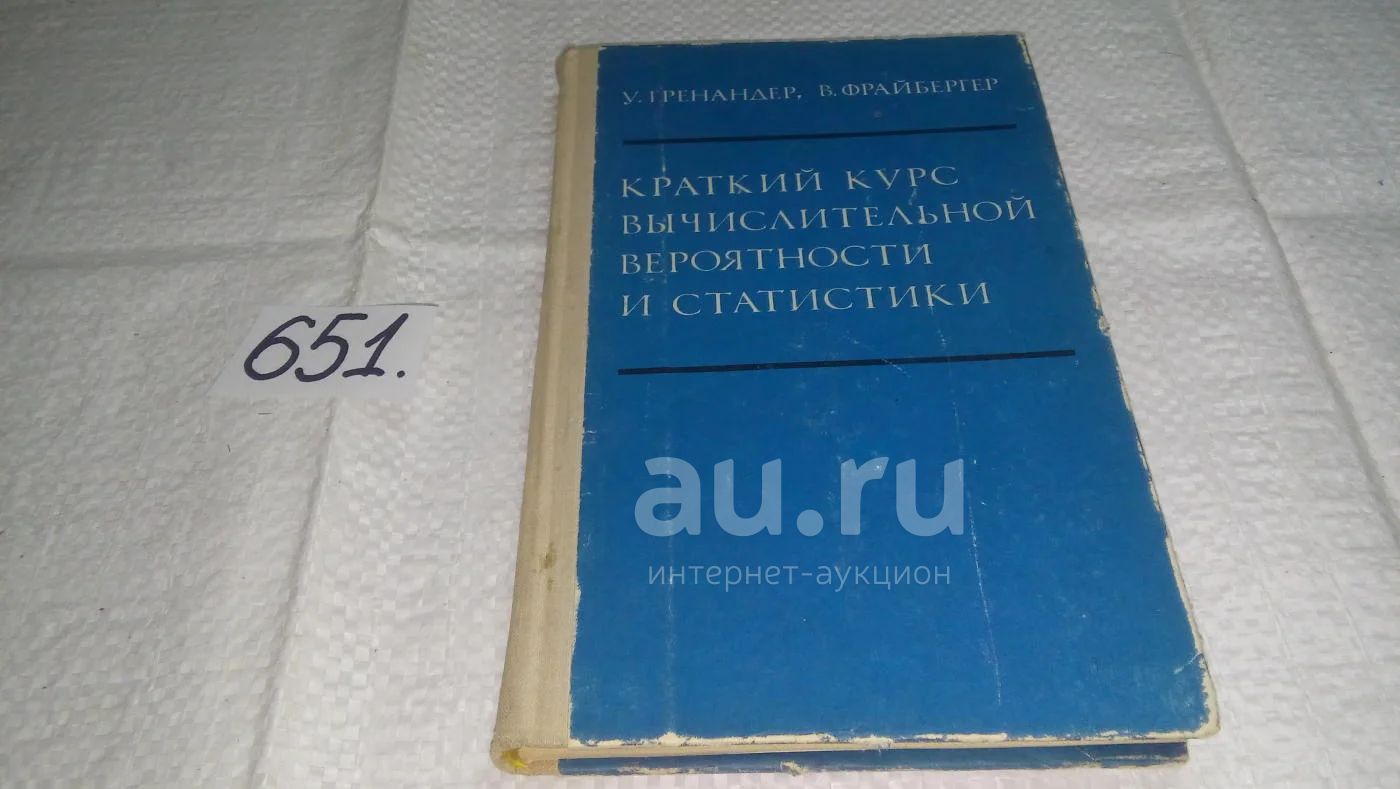 У. ГРЕНАНДЕР, В. ФРАЙБЕРГЕР
КРАТКИЙ КУРС
ВЫЧИСЛИТЕЛЬНОЙ
ВЕРОЯТНОСТИ
И СТАТИСТИКИ
651.
au.ru
интернет-аукцион